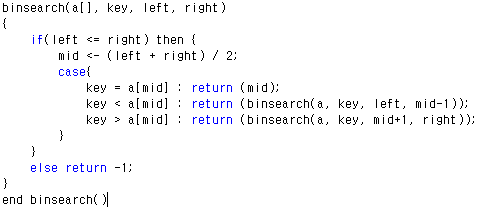 binsearch(a[], key, left, right)
{
    if(left <= right) then {
        mid <- (left + right) / 2;
        case{
            key = a[mid] : return (mid);
            key < a[mid] : return (binsearch(a, key, left, mid-1));
            key > a[mid] : return (binsearch(a, key, mid+1, right));
        }
    }
    else return -1;
}
end binsearch()